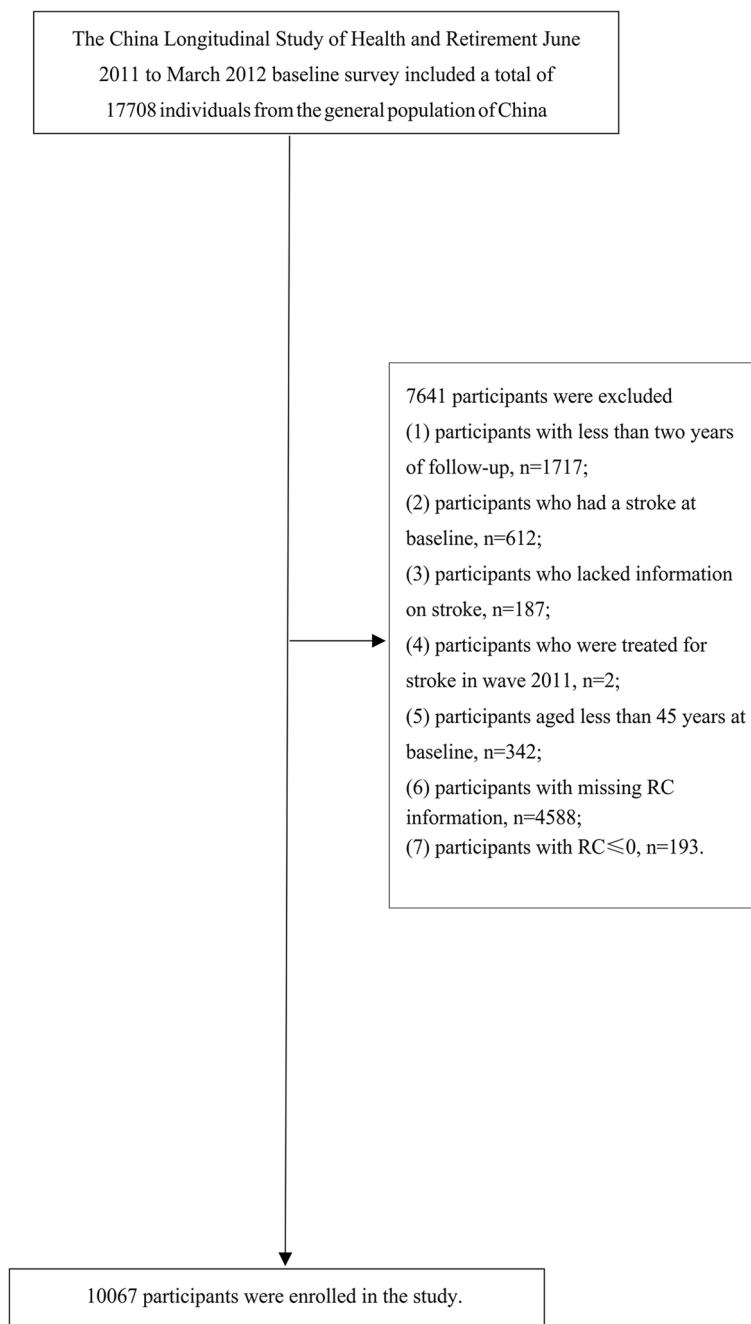 The China Longitudinal Study of Health and Retirement June
2011 to March 2012 baseline survey included a total of
17708 individuals from the general population of China
7641 participants were excluded
(1) participants with less than two years
of follow-up, n=1717;
(2) participants who had a stroke at
baseline, n=612;
(3) participants who lacked information
on stroke, n=187;
(4) participants who were treated for
stroke in wave 2011, n=2;
(5) participants aged less than 45 years at
baseline, n=342;
(6) participants with missing RC
information, n=4588;
(7) participants with RC≤0, n=193.
10067 participants were enrolled in the study.